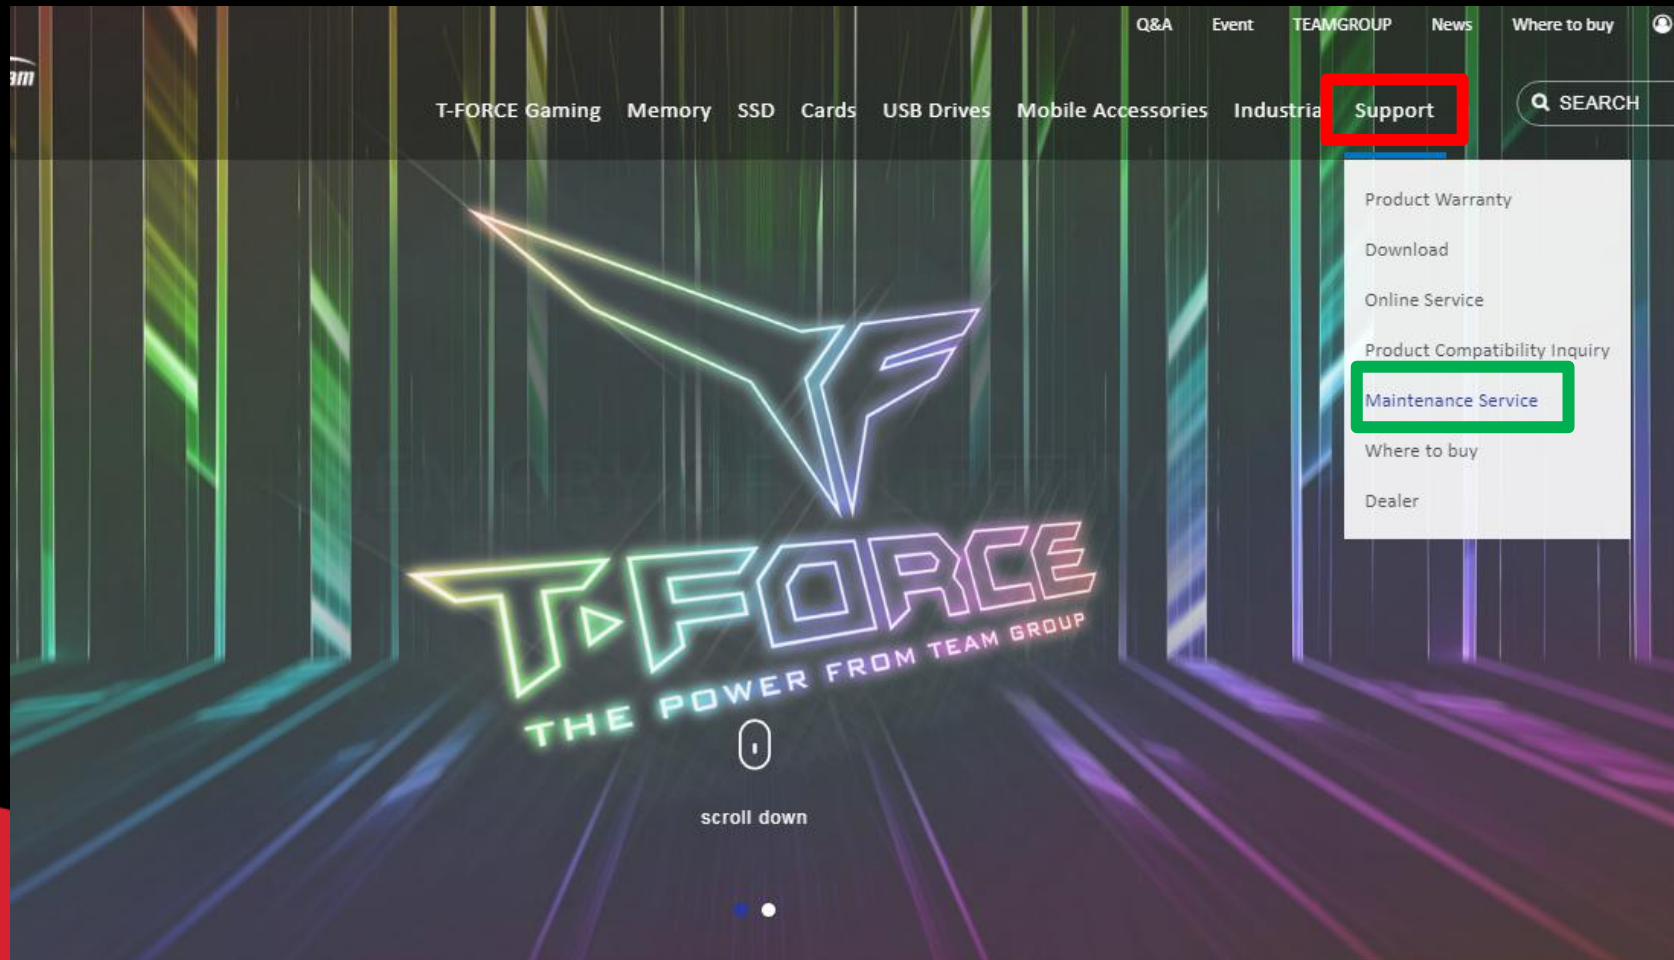 Q&A Event TEAMGROUP News Where to buy
am
T-FORCE Gaming Memory SSD Cards USB Drives Mobile Accessories Industria Support SEARCH
Product Warranty
Download
Online Service
Product Compatibility Inquiry
Maintenance Service
Where to buy
Dealer
T-FORCE
THE POWER FROM TEAM GROUP
scroll down